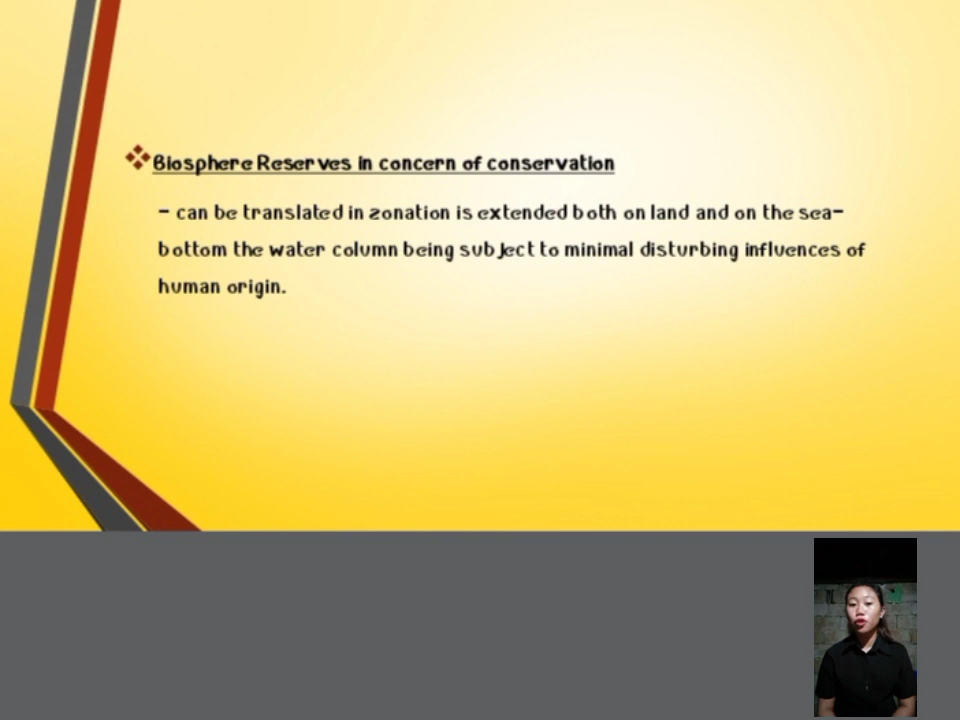 Biosphere Reserves in concern of conservation
- can be translated in zonation is extended both on land and on the sea-
bottom the water column being subject to minimal disturbing influences of
human origin.